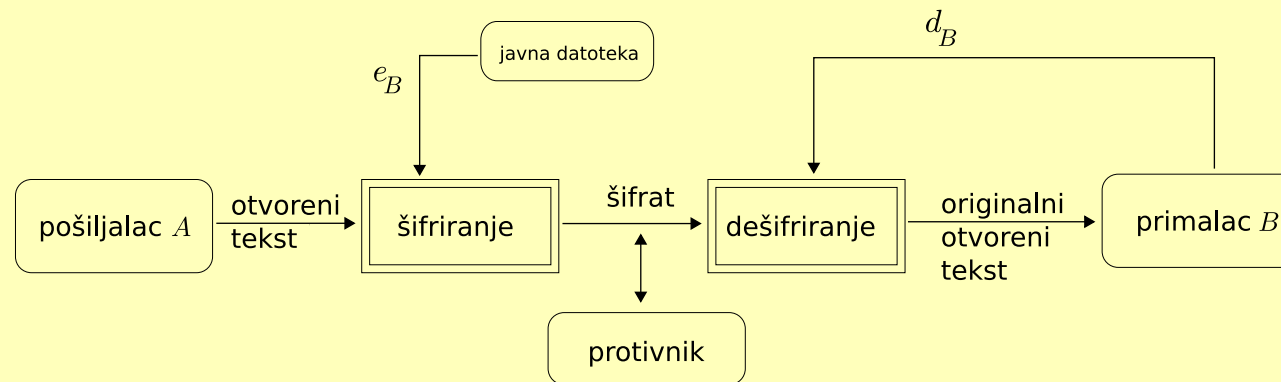 d_B
javna datoteka
e_B
pošiljalac A
otvoreni
tekst
šifriranje
šifrat
dešifriranje
originalni
otvoreni
tekst
primalac B
protivnik